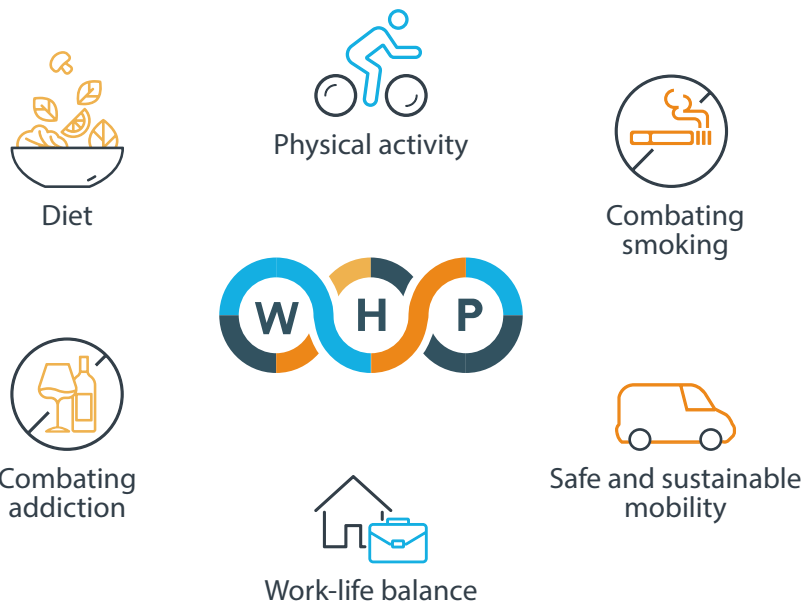 Physical activity
Diet
Combating
smoking
W H P
Combating
addiction
Safe and sustainable
mobility
Work-life balance